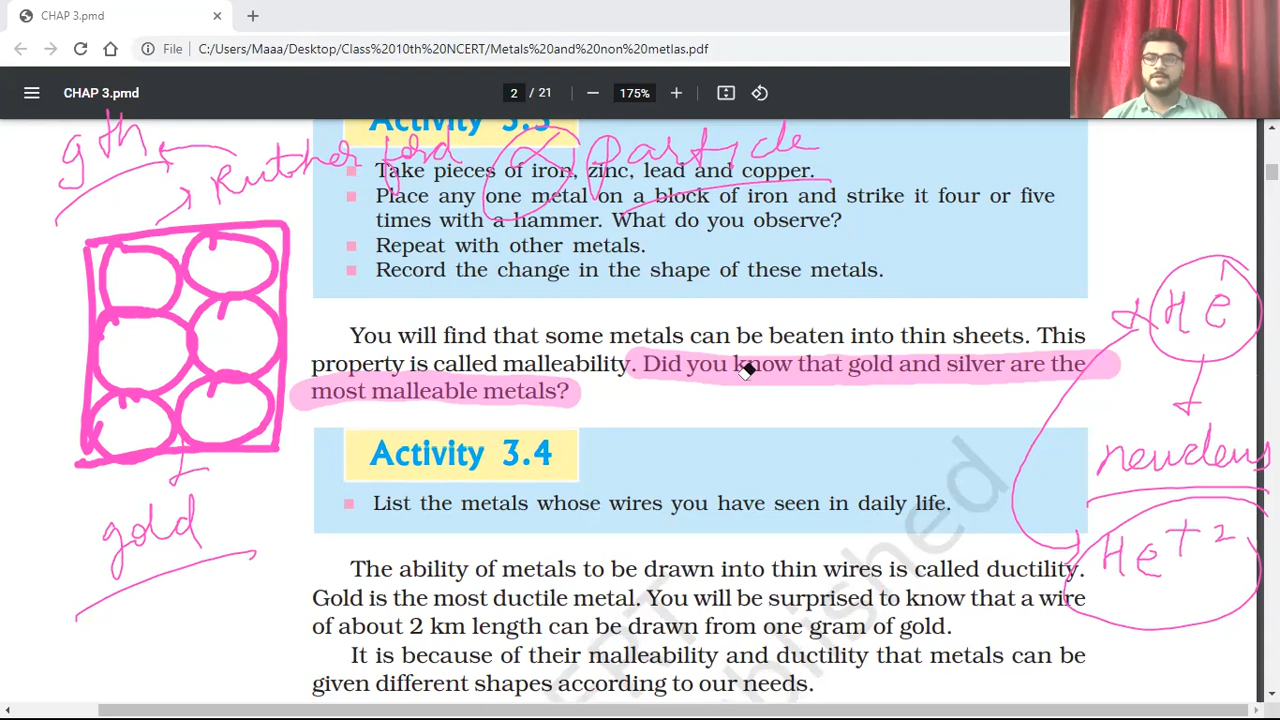 CHAP 3.pmd
File C:/Users/Maaa/Desktop/Class%2010th%20NCERT/Metals%20and%20non%20metlas.pdf
CHAP 3.pmd
2 / 21
175%
Activity 3.3
9th
Rutherford α particle
Take pieces of iron, zinc, lead and copper.
Place any one metal on a block of iron and strike it four or five
times with a hammer. What do you observe?
Repeat with other metals.
Record the change in the shape of these metals.
He
You will find that some metals can be beaten into thin sheets. This
property is called malleability. Did you know that gold and silver are the
most malleable metals?
Activity 3.4
neucleus
List the metals whose wires you have seen in daily life.
gold
He+2
The ability of metals to be drawn into thin wires is called ductility.
Gold is the most ductile metal. You will be surprised to know that a wire
of about 2 km length can be drawn from one gram of gold.
It is because of their malleability and ductility that metals can be
given different shapes according to our needs.